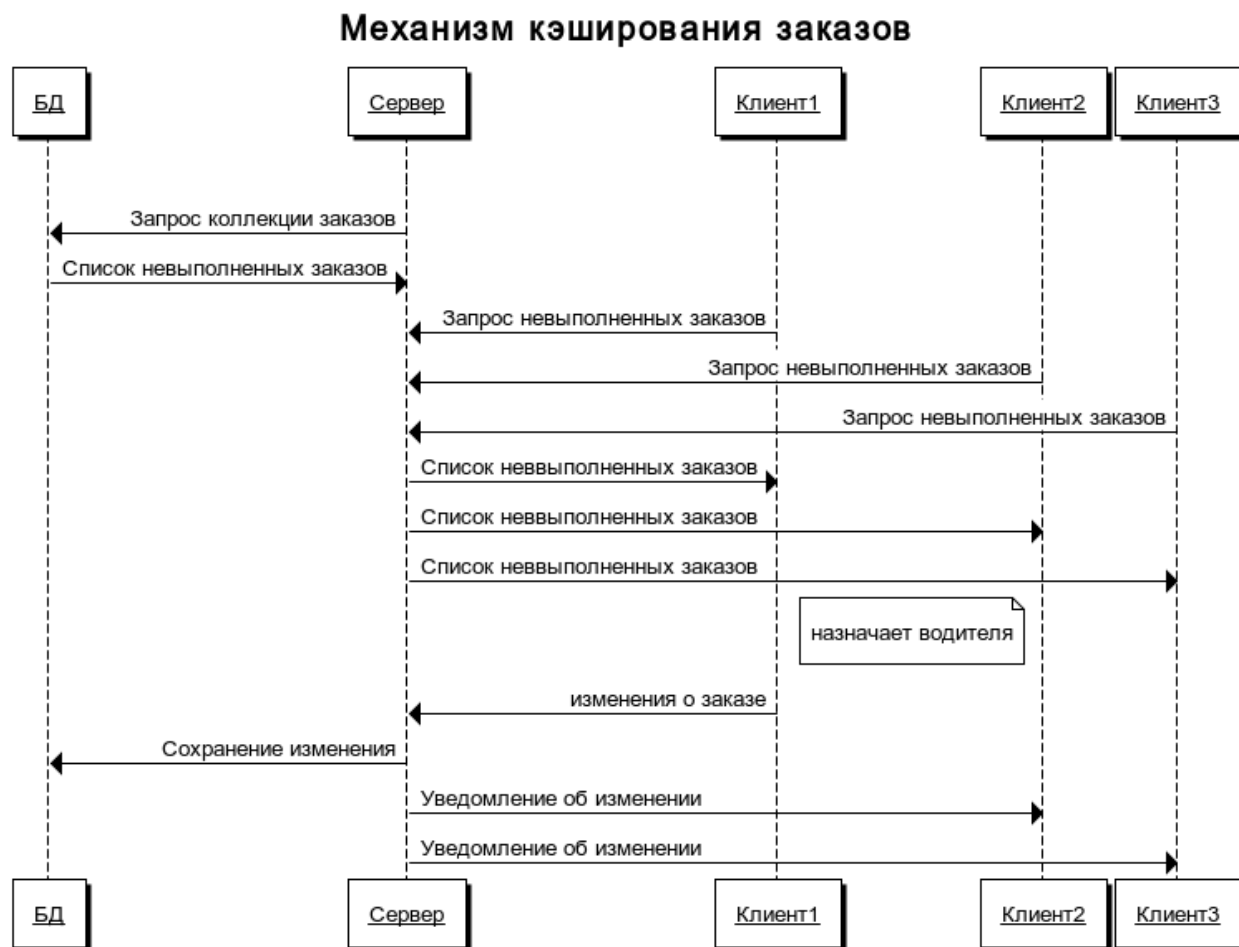 Механизм кэширования заказов
БД
Сервер
Клиент1
Клиент2
Клиент3
Запрос коллекции заказов
Список невыполненных заказов
Запрос невыполненных заказов
Запрос невыполненных заказов
Запрос невыполненных заказов
Список неввыполненных заказов
Список неввыполненных заказов
Список неввыполненных заказов
назначает водителя
изменения о заказе
Сохранение изменения
Уведомление об изменении
Уведомление об изменении
БД
Сервер
Клиент1
Клиент2
Клиент3